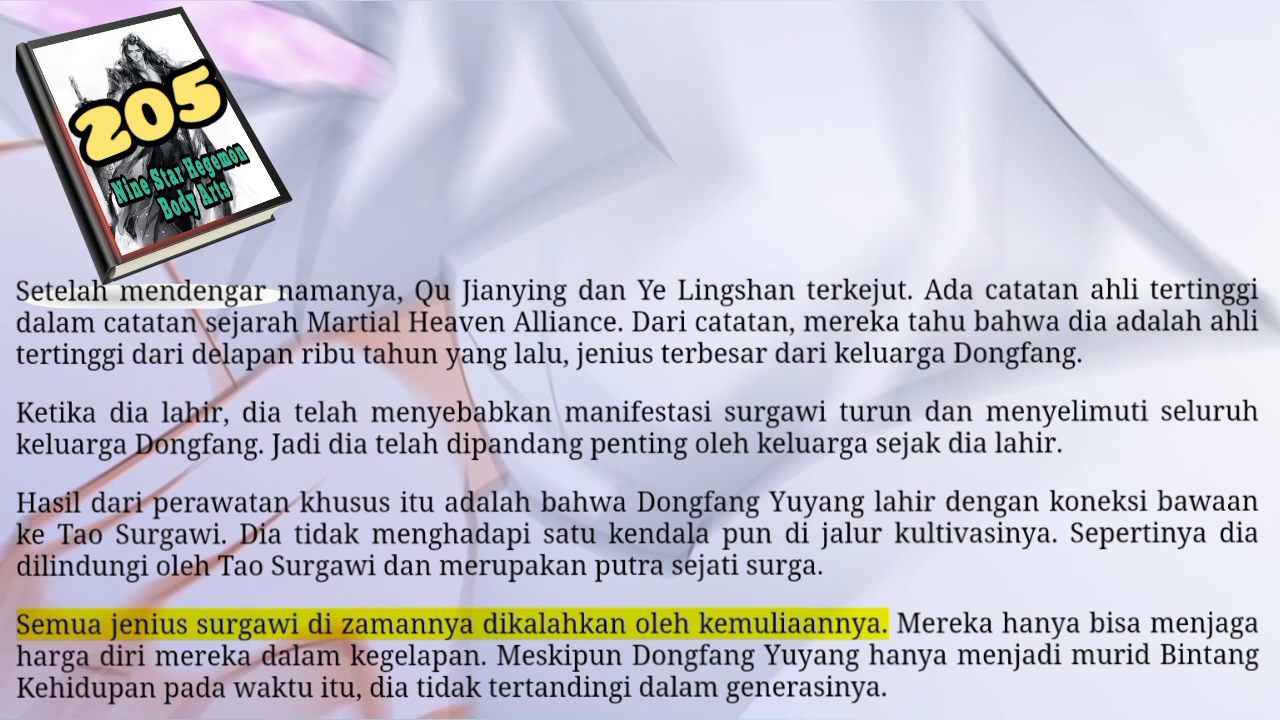 205
Nine Star Hegemon
Body Arts
Setelah mendengar namanya, Qu Jianying dan Ye Lingshan terkejut. Ada catatan ahli tertinggi
dalam catatan sejarah Martial Heaven Alliance. Dari catatan, mereka tahu bahwa dia adalah ahli
tertinggi dari delapan ribu tahun yang lalu, jenius terbesar dari keluarga Dongfang.
Ketika dia lahir, dia telah menyebabkan manifestasi surgawi turun dan menyelimuti seluruh
keluarga Dongfang. Jadi dia telah dipandang penting oleh keluarga sejak dia lahir.
Hasil dari perawatan khusus itu adalah bahwa Dongfang Yuyang lahir dengan koneksi bawaan
ke Tao Surgawi. Dia tidak menghadapi satu kendala pun di jalur kultivasinya. Sepertinya dia
dilindungi oleh Tao Surgawi dan merupakan putra sejati surga.
Semua jenius surgawi di zamannya dikalahkan oleh kemuliaannya. Mereka hanya bisa menjaga
harga diri mereka dalam kegelapan. Meskipun Dongfang Yuyang hanya menjadi murid Bintang
Kehidupan pada waktu itu, dia tidak tertandingi dalam generasinya.